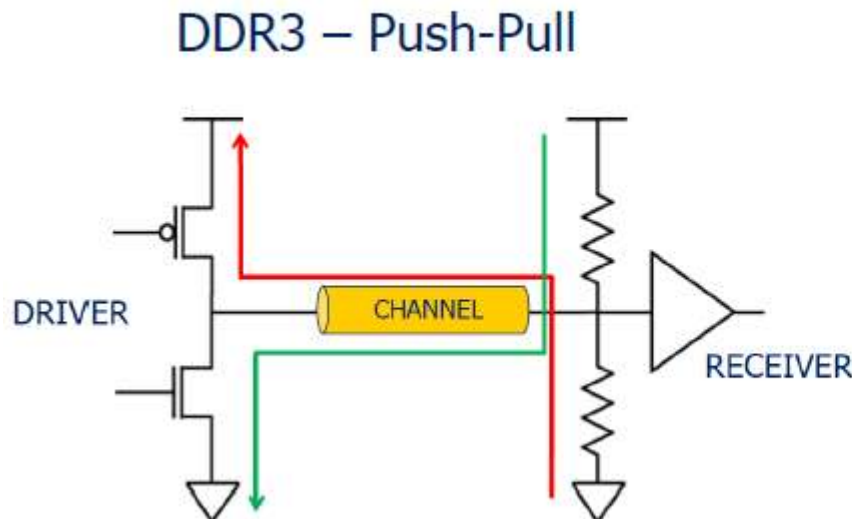 DDR3 – Push-Pull
DRIVER
CHANNEL
RECEIVER